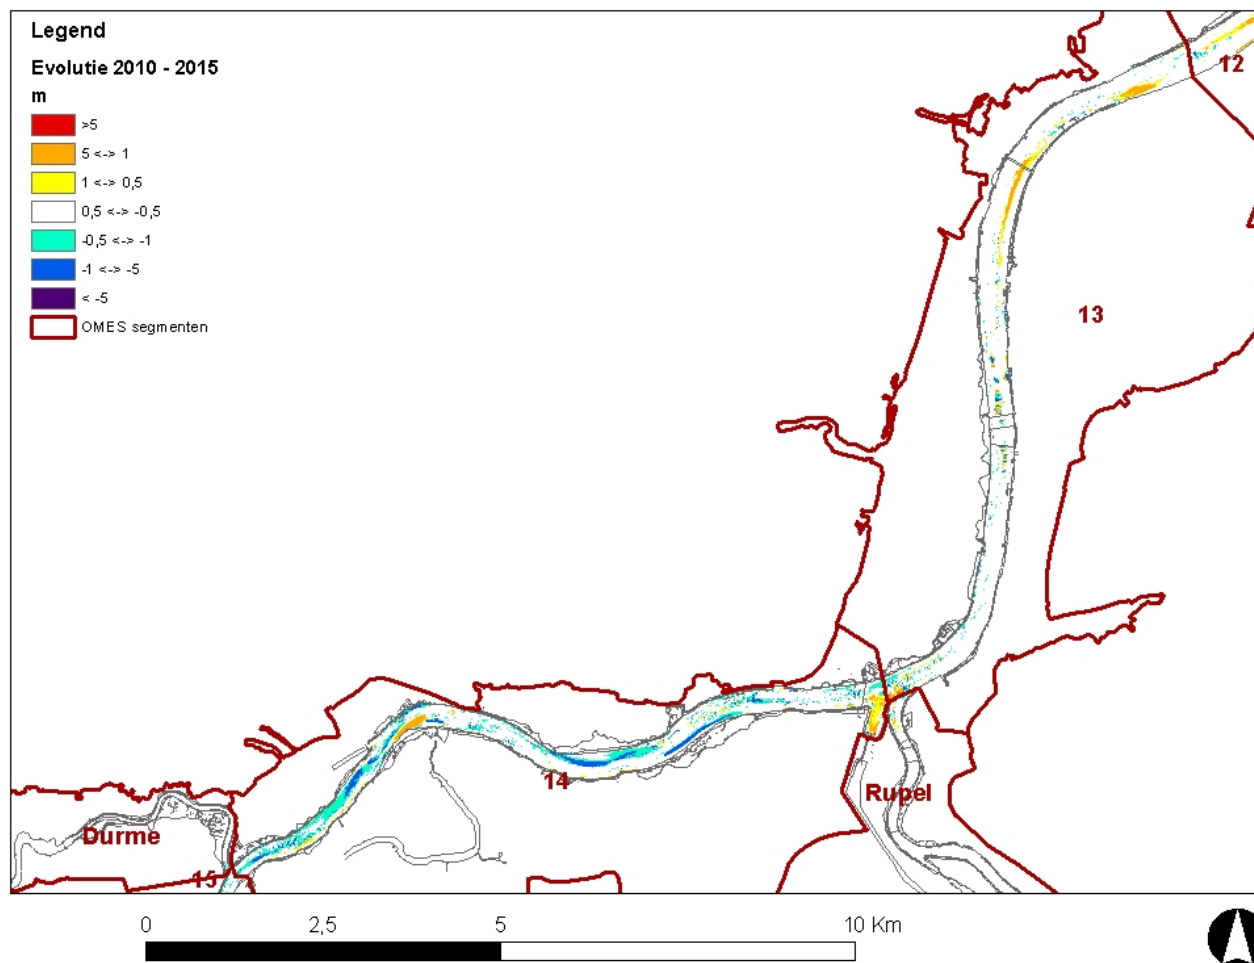 Legend
Evolutie 2010 - 2015
m
>5
5 <-> 1
1 <-> 0,5
0,5 <-> -0,5
-0,5 <-> -1
-1 <-> -5
< -5
OMES segmenten
12
13
14
Rupel
Durme
15
0 2,5 5 10 Km